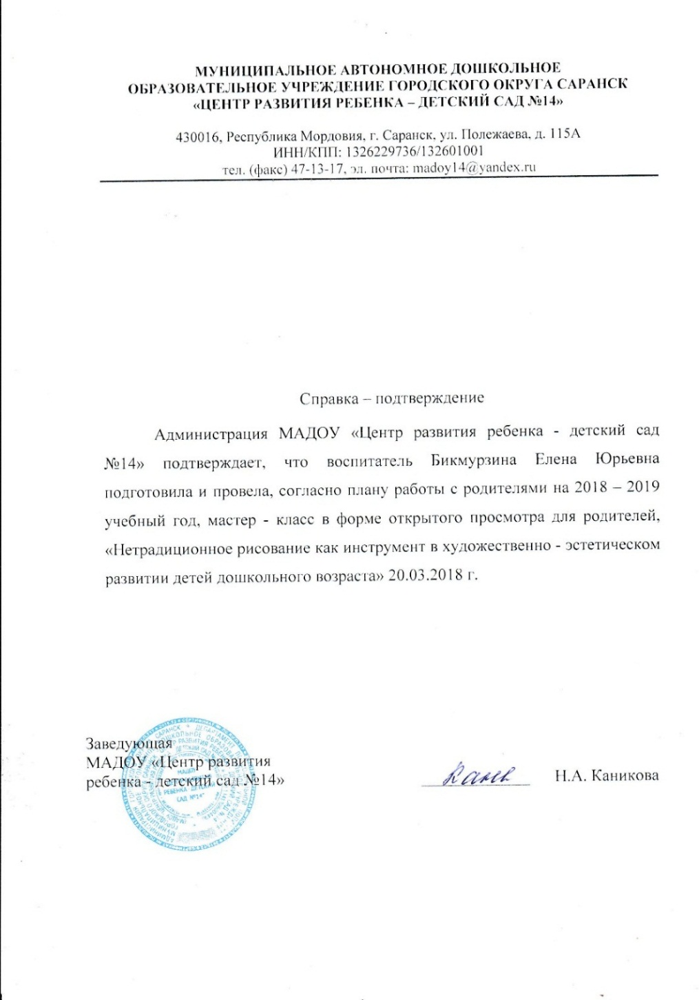 МУНИЦИПАЛЬНОЕ АВТОНОМНОЕ ДОШКОЛЬНОЕ
ОБРАЗОВАТЕЛЬНОЕ УЧРЕЖДЕНИЕ ГОРОДСКОГО ОКРУГА САРАНСК
«ЦЕНТР РАЗВИТИЯ РЕБЕНКА – ДЕТСКИЙ САД №14»
430016, Республика Мордовия, г. Саранск, ул. Полежаева, д. 115А
ИНН/КПП: 1326229736/132601001
тел. (факс) 47-13-17, эл. почта: madoy14@yandex.ru
Справка – подтверждение
Администрация МАДОУ «Центр развития ребенка - детский сад
№14» подтверждает, что воспитатель Бикмурзина Елена Юрьевна
подготовила и провела, согласно плану работы с родителями на 2018 – 2019
учебный год, мастер - класс в форме открытого просмотра для родителей,
«Нетрадиционное рисование как инструмент в художественно - эстетическом
развитии детей дошкольного возраста» 20.03.2018 г.
Заведующая
МАДОУ «Центр развития
ребенка - детский сад №14»
Н.А. Каникова